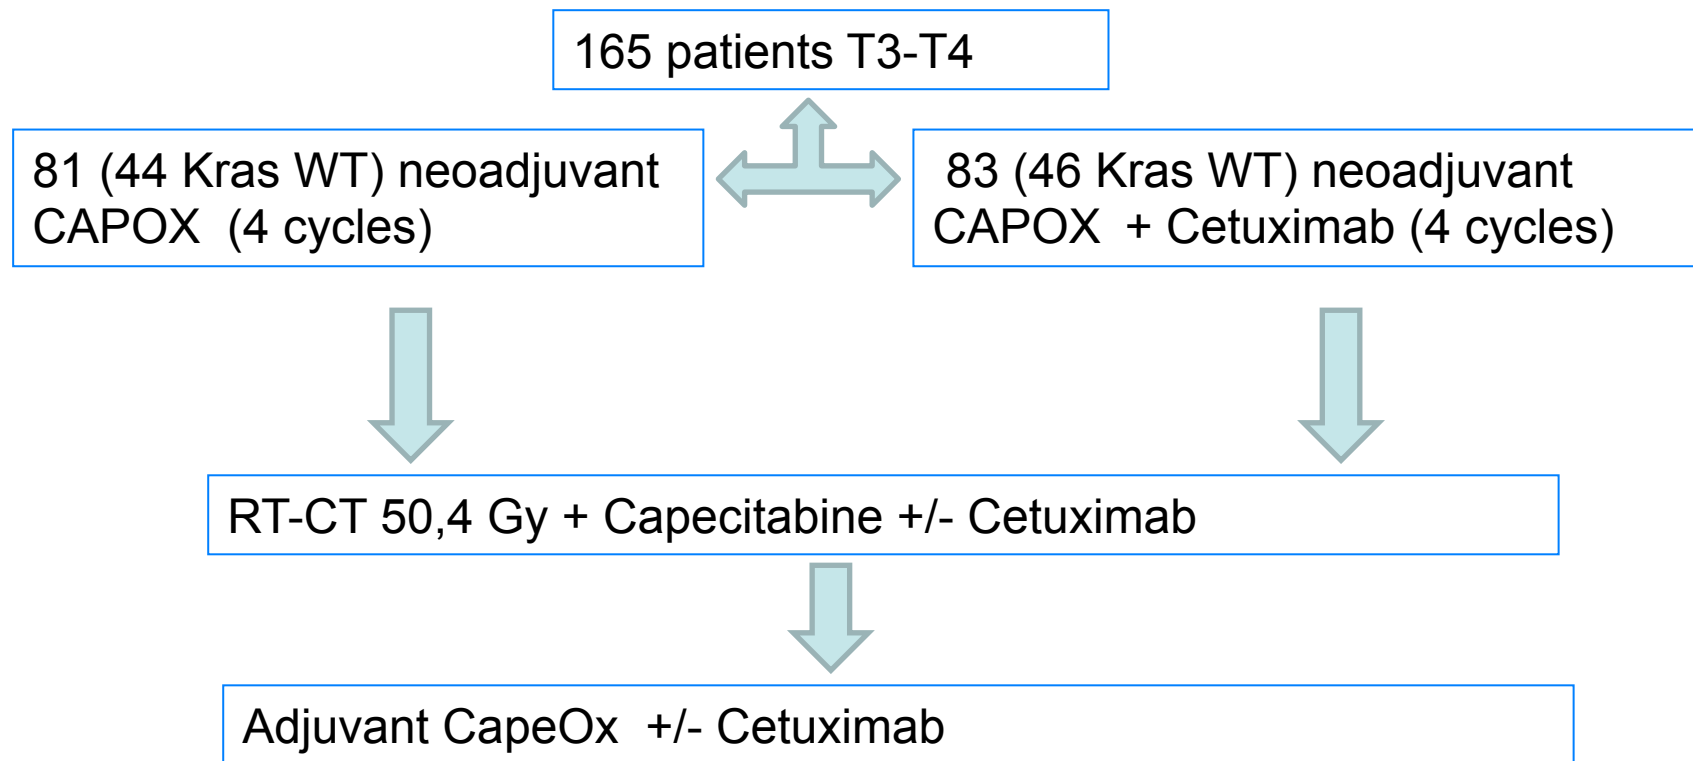 165 patients T3-T4
81 (44 Kras WT) neoadjuvant
CAPOX (4 cycles)
83 (46 Kras WT) neoadjuvant
CAPOX + Cetuximab (4 cycles)
RT-CT 50,4 Gy + Capecitabine +/- Cetuximab
Adjuvant CapeOx +/- Cetuximab